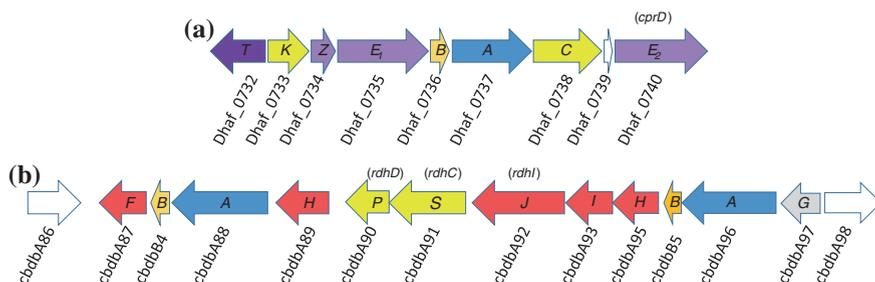 (a)
(cprD)
T K Z E1 B A C E2
Dhaf_0732 Dhaf_0733 Dhaf_0734 Dhaf_0735 Dhaf_0736 Dhaf_0737 Dhaf_0738 Dhaf_0739 Dhaf_0740
(b)
(rdhD) (rdhC) (rdhI)
F B A H P S J I H B A G
cbdbA86 cbdbA87 cbdbB4 cbdbA88 cbdbA89 cbdbA90 cbdbA91 cbdbA92 cbdbA93 cbdbA95 cbdbB5 cbdbA96 cbdbA97 cbdbA98